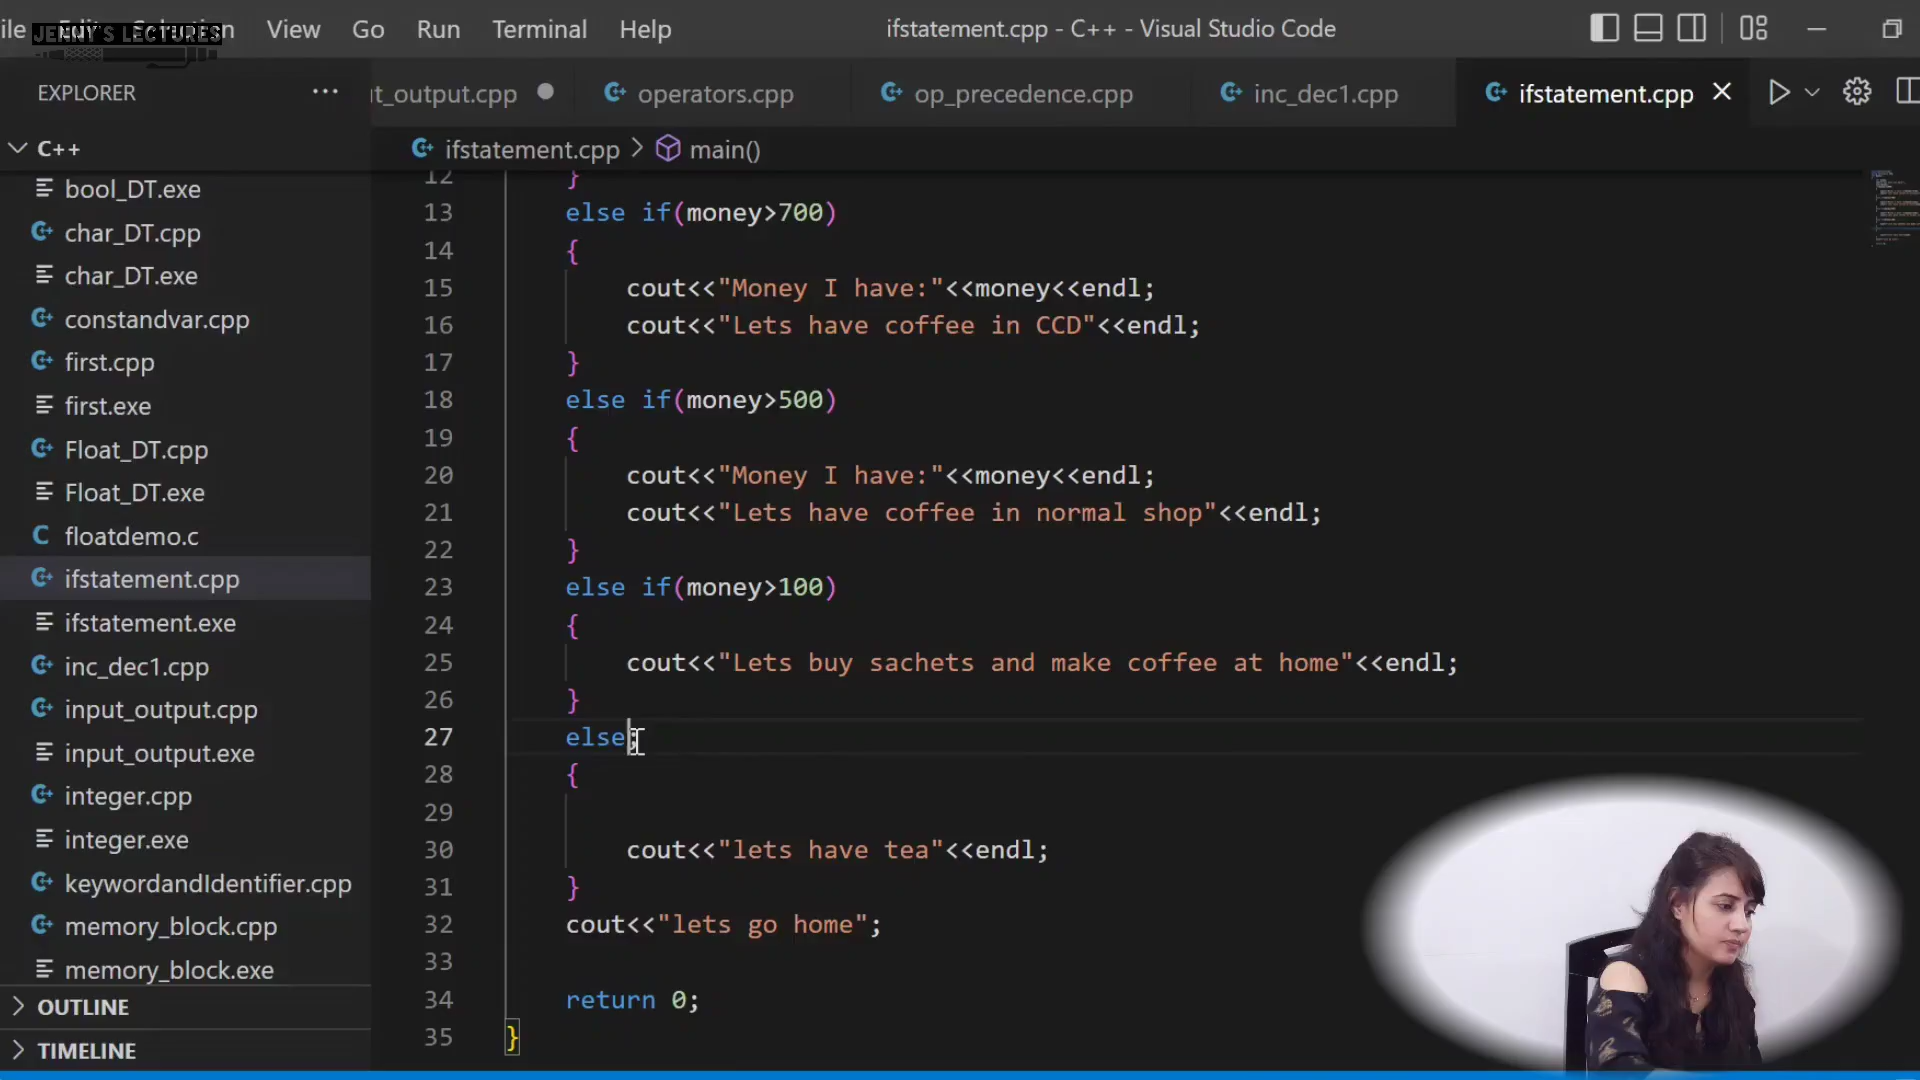 ile Edit Selection View Go Run Terminal Help ifstatement.cpp - C++ - Visual Studio Code
JENNY'S LECTURES
EXPLORER
t_output.cpp operators.cpp op_precedence.cpp inc_dec1.cpp ifstatement.cpp
C++
ifstatement.cpp > main()
bool_DT.exe
char_DT.cpp
char_DT.exe
constandvar.cpp
first.cpp
first.exe
Float_DT.cpp
Float_DT.exe
floatdemo.c
ifstatement.cpp
ifstatement.exe
inc_dec1.cpp
input_output.cpp
input_output.exe
integer.cpp
integer.exe
keywordandIdentifier.cpp
memory_block.cpp
memory_block.exe
OUTLINE
TIMELINE
12 }
13 else if(money>700)
14 {
15 cout<<"Money I have:"<<money<<endl;
16 cout<<"Lets have coffee in CCD"<<endl;
17 }
18 else if(money>500)
19 {
20 cout<<"Money I have:"<<money<<endl;
21 cout<<"Lets have coffee in normal shop"<<endl;
22 }
23 else if(money>100)
24 {
25 cout<<"Lets buy sachets and make coffee at home"<<endl;
26 }
27 else;
28 {
29
30 cout<<"lets have tea"<<endl;
31 }
32 cout<<"lets go home";
33
34 return 0;
35 }